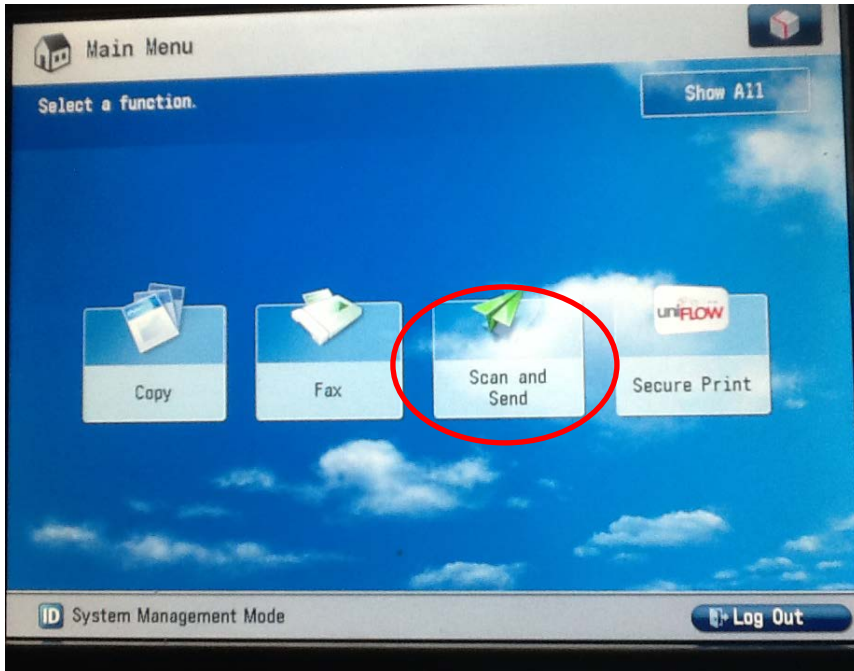 Main Menu
Select a function.
Show All
Copy
Fax
Scan and
Send
uniFLOW
Secure Print
ID System Management Mode
Log Out